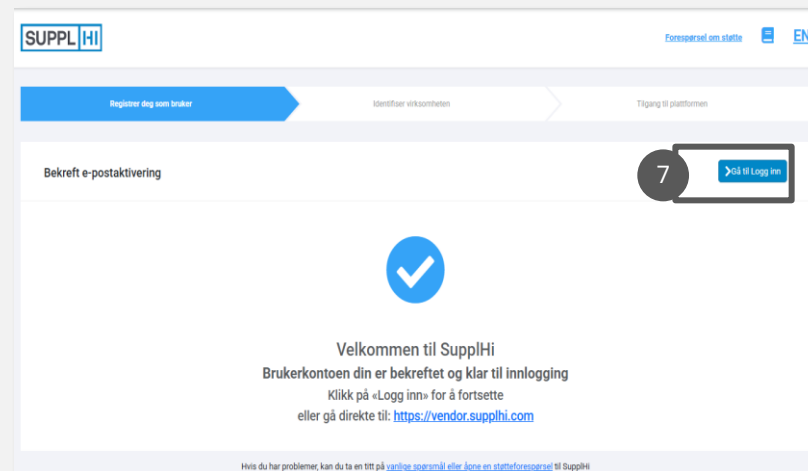 SUPPLHI
Forespørsel om støtte
EN
Registrer deg som bruker
Identifiser virksomheten
Tilgang til plattformen
Bekreft e-postaktivering
7
Gå til Logg inn
Velkommen til SupplHi
Brukerkontoen din er bekreftet og klar til innlogging
Klikk på «Logg inn» for å fortsette
eller gå direkte til: https://vendor.supplhi.com
Hvis du har problemer, kan du ta en titt på vanlige spørsmål eller åpne en støtteforespørsel til SupplHi